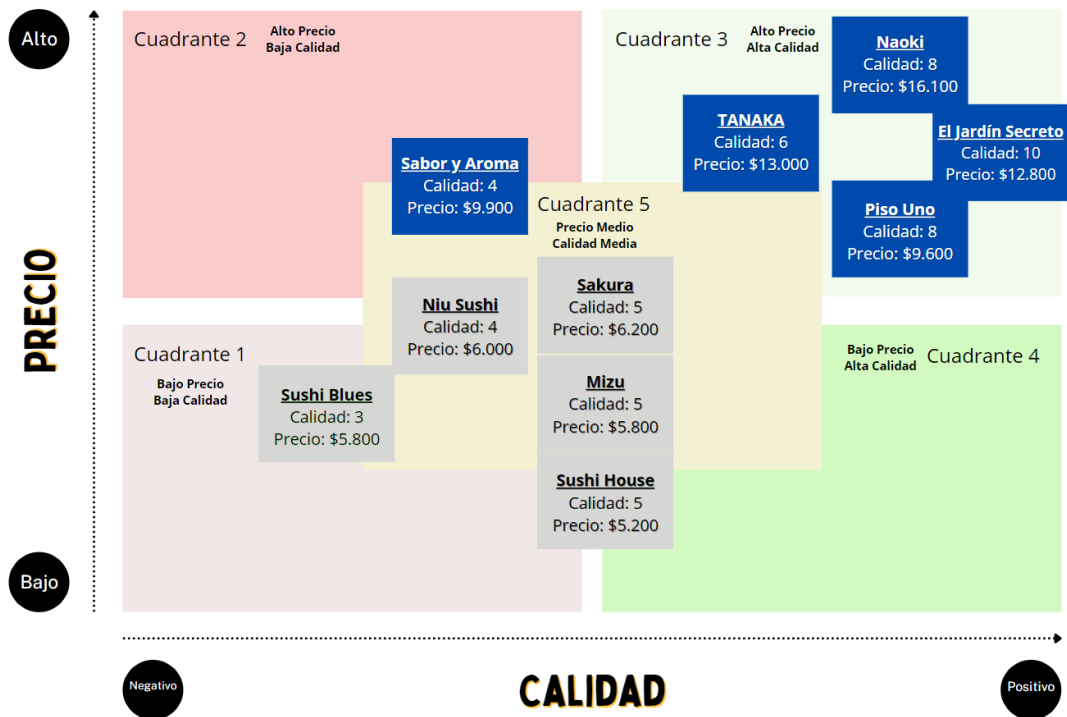 Alto
Cuadrante 2
Alto Precio
Baja Calidad
Cuadrante 3
Alto Precio
Alta Calidad
Naoki
Calidad: 8
Precio: $16.100
TANAKA
Calidad: 6
Precio: $13.000
El Jardín Secreto
Calidad: 10
Precio: $12.800
Sabor y Aroma
Calidad: 4
Precio: $9.900
Cuadrante 5
Precio Medio
Calidad Media
Piso Uno
Calidad: 8
Precio: $9.600
PRECIO
Niu Sushi
Calidad: 4
Precio: $6.000
Sakura
Calidad: 5
Precio: $6.200
Cuadrante 1
Bajo Precio
Baja Calidad
Bajo Precio
Alta Calidad
Cuadrante 4
Sushi Blues
Calidad: 3
Precio: $5.800
Mizu
Calidad: 5
Precio: $5.800
Sushi House
Calidad: 5
Precio: $5.200
Bajo
Negativo
CALIDAD
Positivo